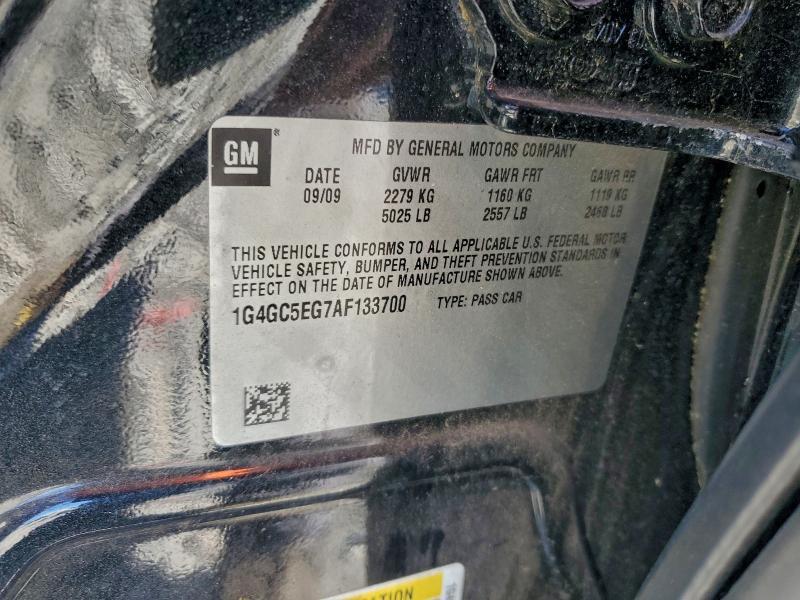 GM
MFD BY GENERAL MOTORS COMPANY
DATE GVWR GAWR FRT GAWR RR
09/09 2279 KG 1160 KG 1119 KG
5025 LB 2557 LB 2468 LB
THIS VEHICLE CONFORMS TO ALL APPLICABLE U.S. FEDERAL MOTOR
VEHICLE SAFETY, BUMPER, AND THEFT PREVENTION STANDARDS IN
EFFECT ON THE DATE OF MANUFACTURE SHOWN ABOVE.
1G4GC5EG7AF133700 TYPE: PASS CAR